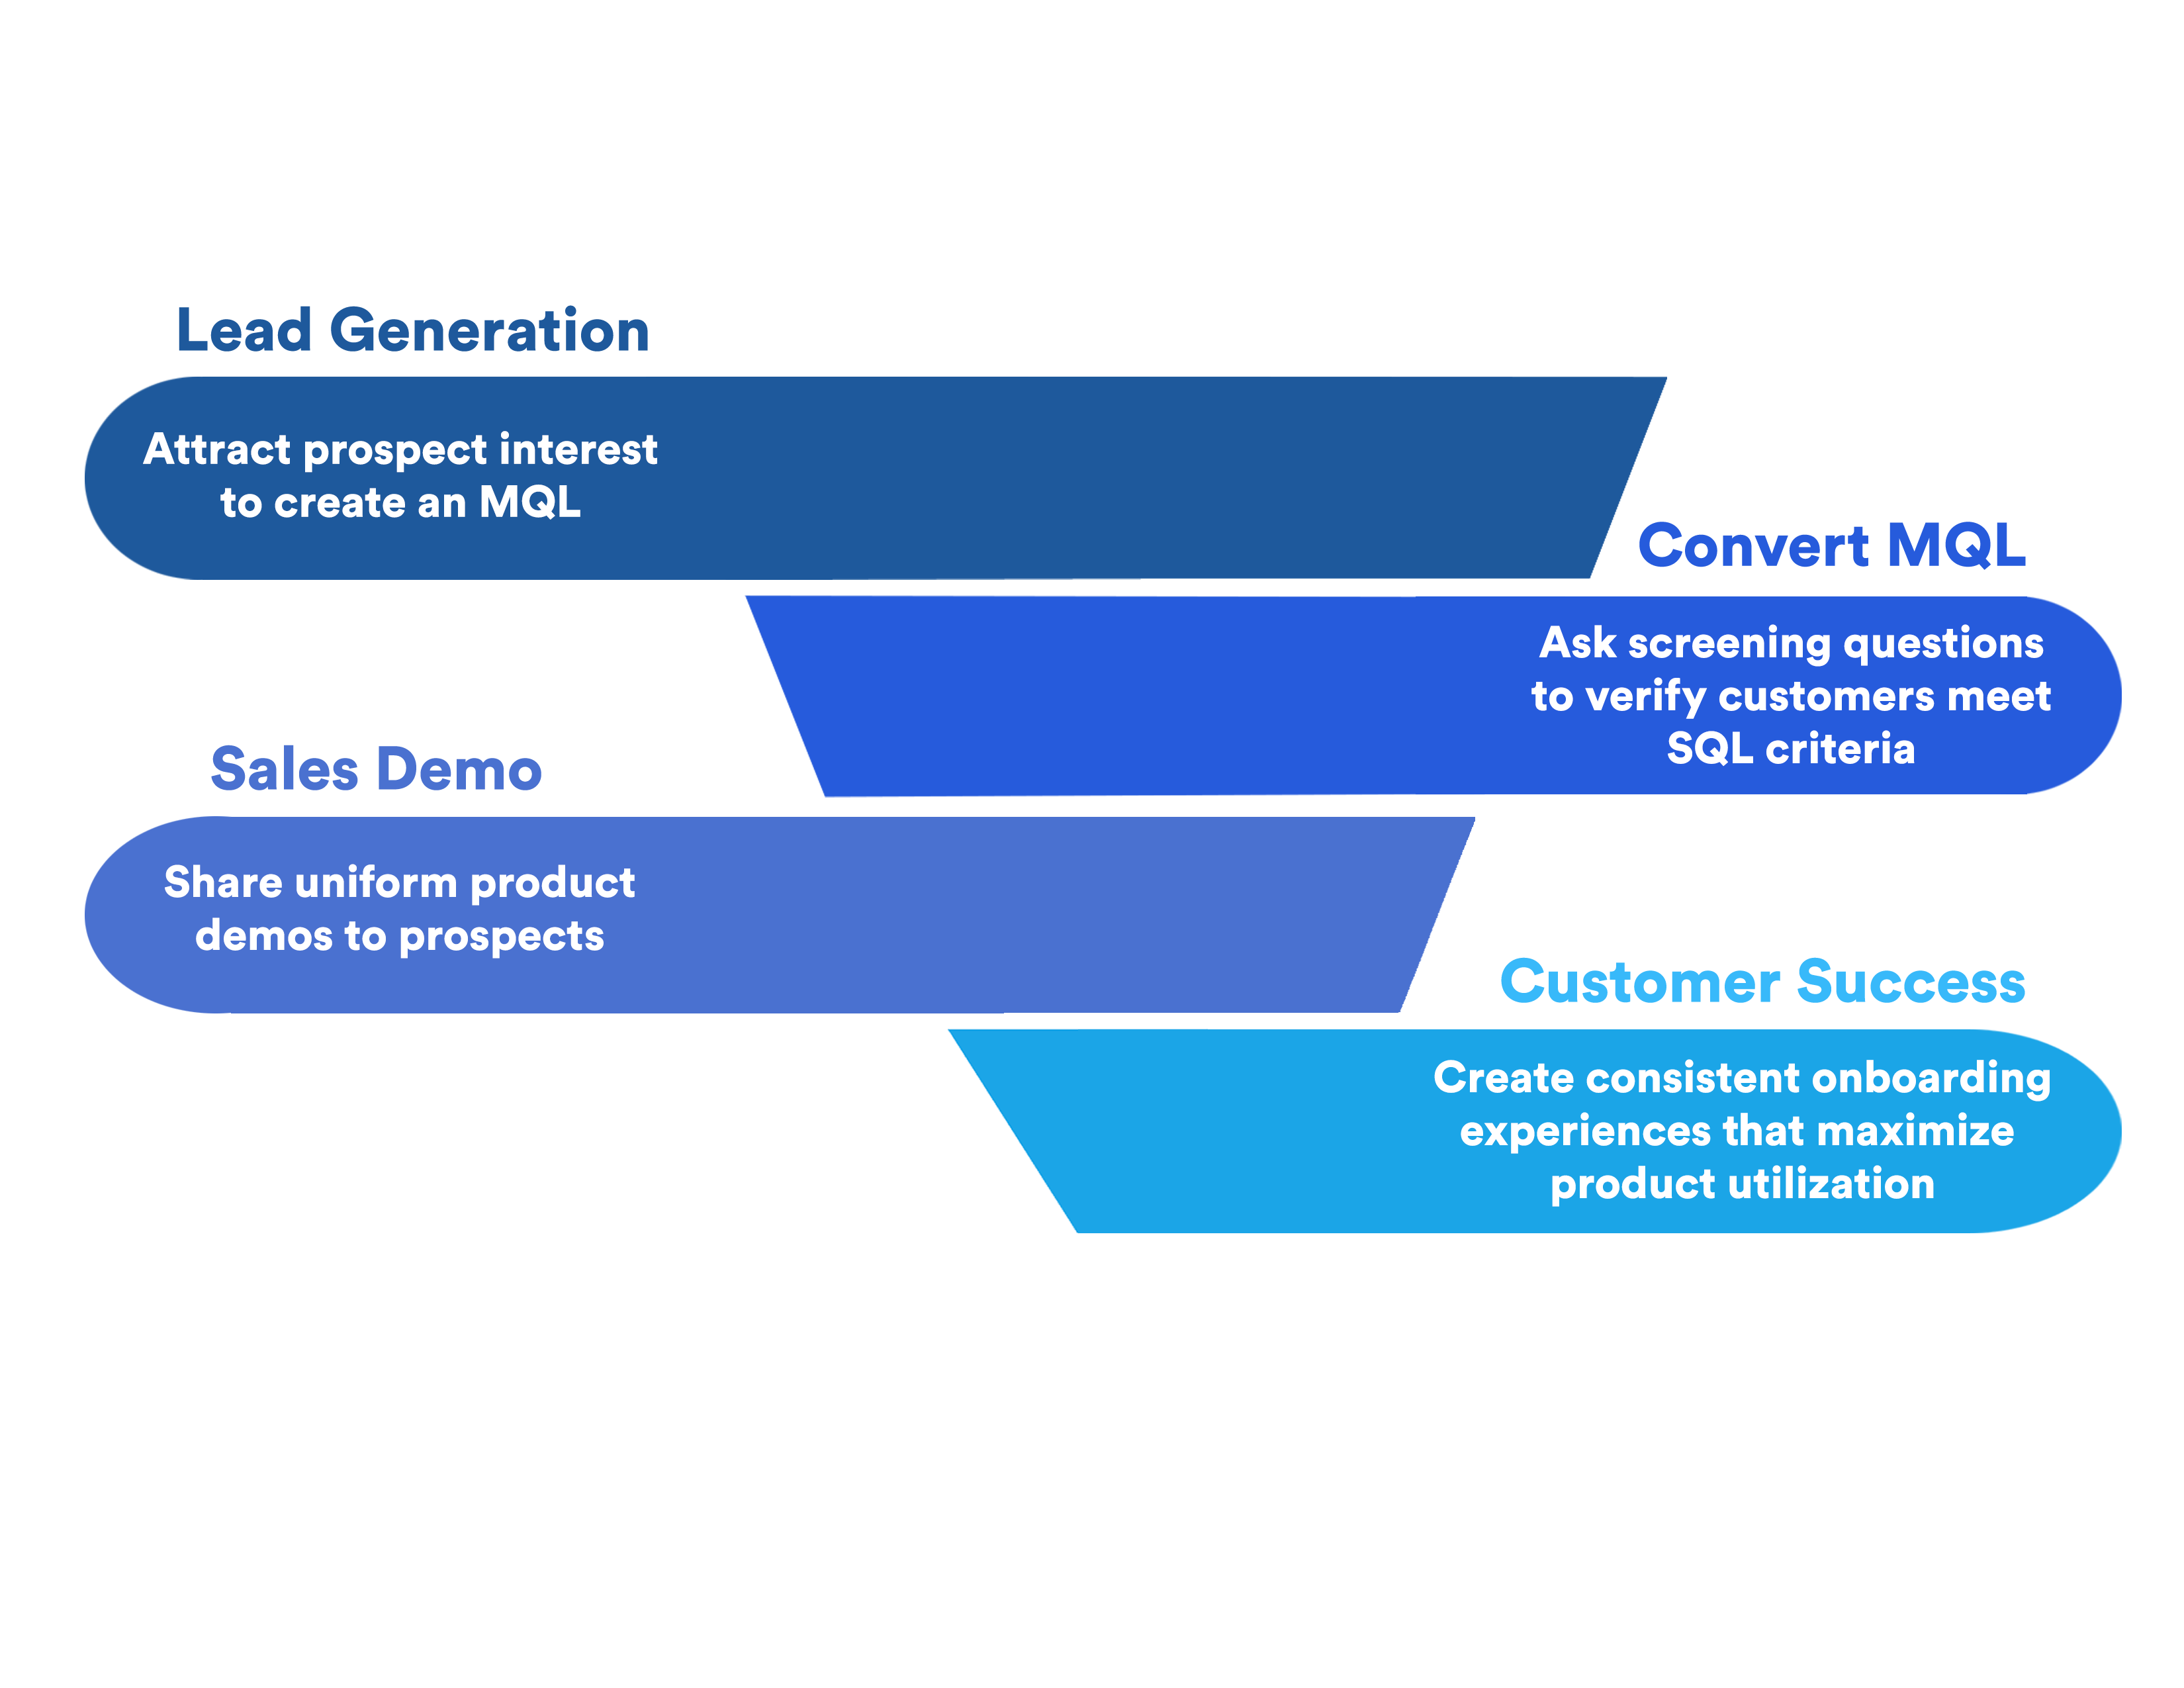 Lead Generation
Attract prospect interest
to create an MQL
Convert MQL
Ask screening questions
to verify customers meet
SQL criteria
Sales Demo
Share uniform product
demos to prospects
Customer Success
Create consistent onboarding
experiences that maximize
product utilization